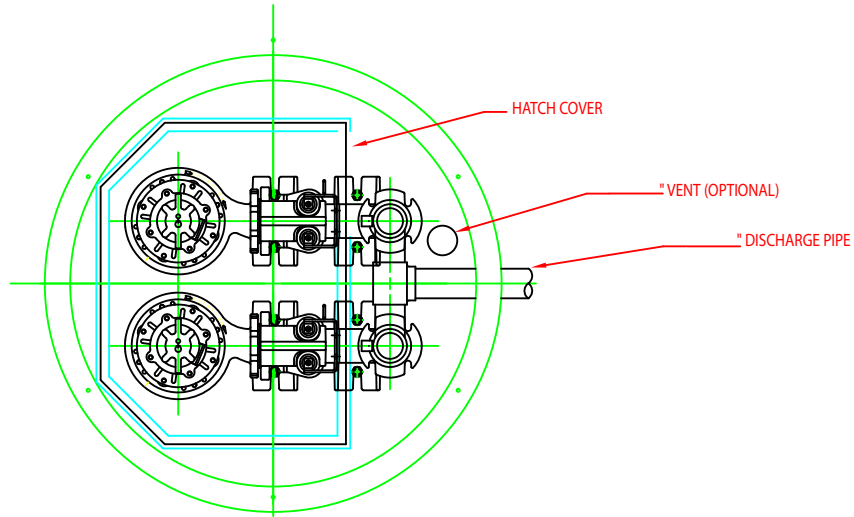 HATCH COVER
" VENT (OPTIONAL)
" DISCHARGE PIPE